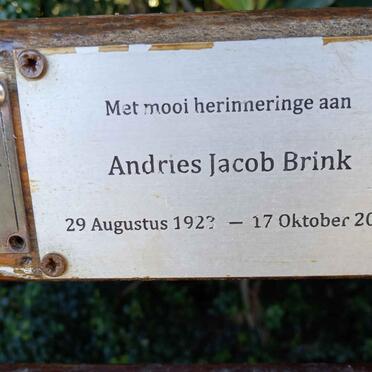 Met mooi herinneringe aan
Andries Jacob Brink
29 Augustus — 17 Oktober